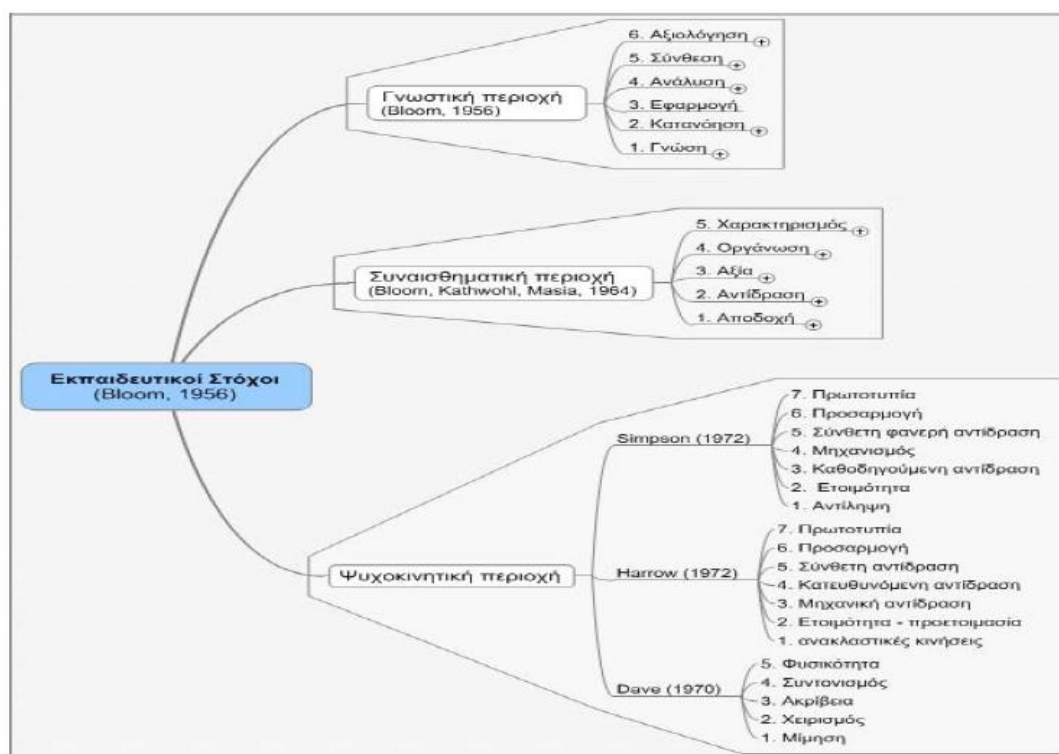 6. Αξιολόγηση
5. Σύνθεση
4. Ανάλυση
3. Εφαρμογή
2. Κατανόηση
1. Γνώση
Γνωστική περιοχή
(Bloom, 1956)
5. Χαρακτηρισμός
4. Οργάνωση
3. Αξία
2. Αντίδραση
1. Αποδοχή
Συναισθηματική περιοχή
(Bloom, Kathwohl, Masia, 1964)
Εκπαιδευτικοί Στόχοι
(Bloom, 1956)
Ψυχοκινητική περιοχή
Simpson (1972)
7. Πρωτοτυπία
6. Προσαρμογή
5. Σύνθετη φανερή αντίδραση
4. Μηχανισμός
3. Καθοδηγούμενη αντίδραση
2. Ετοιμότητα
1. Αντίληψη
Harrow (1972)
7. Πρωτοτυπία
6. Προσαρμογή
5. Σύνθετη αντίδραση
4. Κατευθυνόμενη αντίδραση
3. Μηχανική αντίδραση
2. Ετοιμότητα - προετοιμασία
1. ανακλαστικές κινήσεις
Dave (1970)
5. Φυσικότητα
4. Συντονισμός
3. Ακρίβεια
2. Χειρισμός
1. Μίμηση